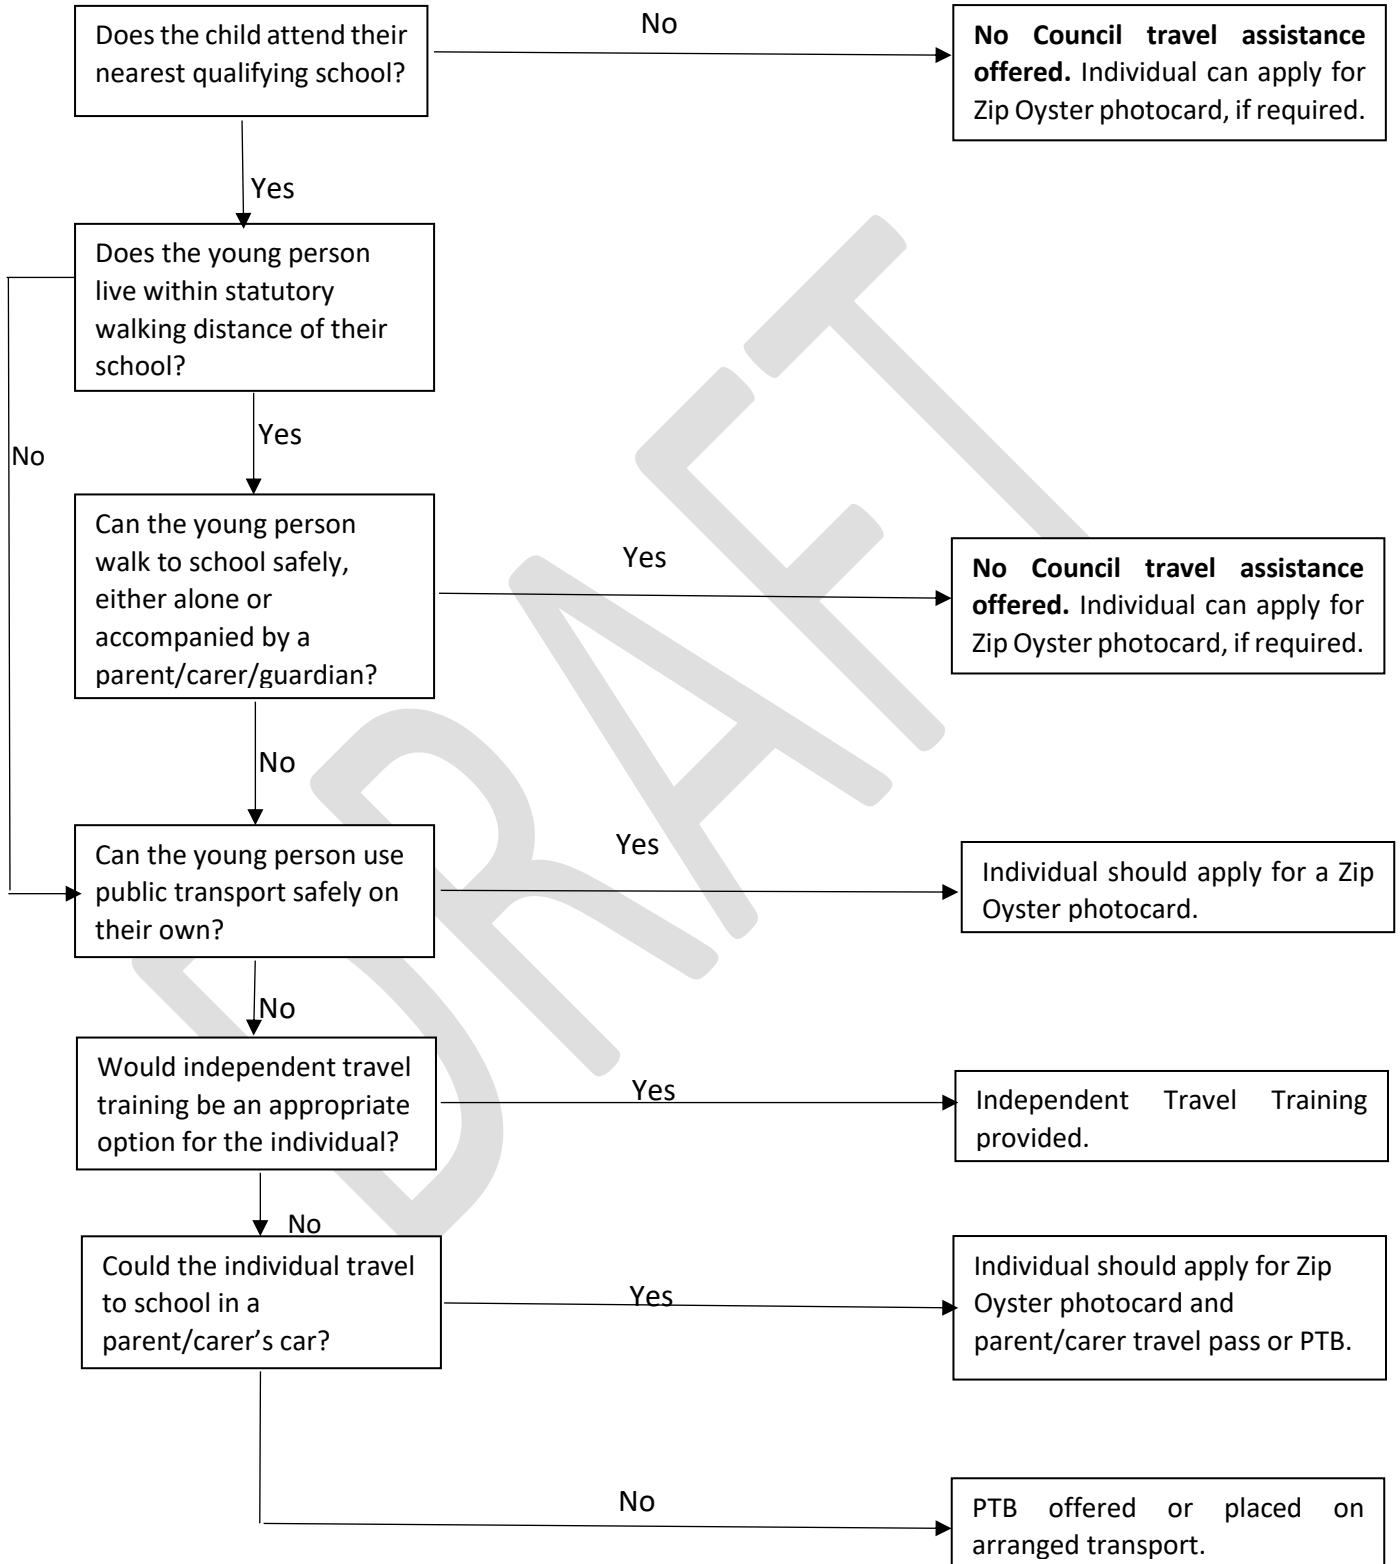 Does the child attend their
nearest qualifying school?
No
No Council travel assistance
offered. Individual can apply for
Zip Oyster photocard, if required.
Yes
Does the young person
live within statutory
walking distance of their
school?
No
Yes
Can the young person
walk to school safely,
either alone or
accompanied by a
parent/carer/guardian?
Yes
No Council travel assistance
offered. Individual can apply for
Zip Oyster photocard, if required.
No
Can the young person use
public transport safely on
their own?
Yes
Individual should apply for a Zip
Oyster photocard.
No
Would independent travel
training be an appropriate
option for the individual?
Yes
Independent Travel Training
provided.
No
Could the individual travel
to school in a
parent/carer’s car?
Yes
Individual should apply for Zip
Oyster photocard and
parent/carer travel pass or PTB.
No
PTB offered or placed on
arranged transport.
DRAFT